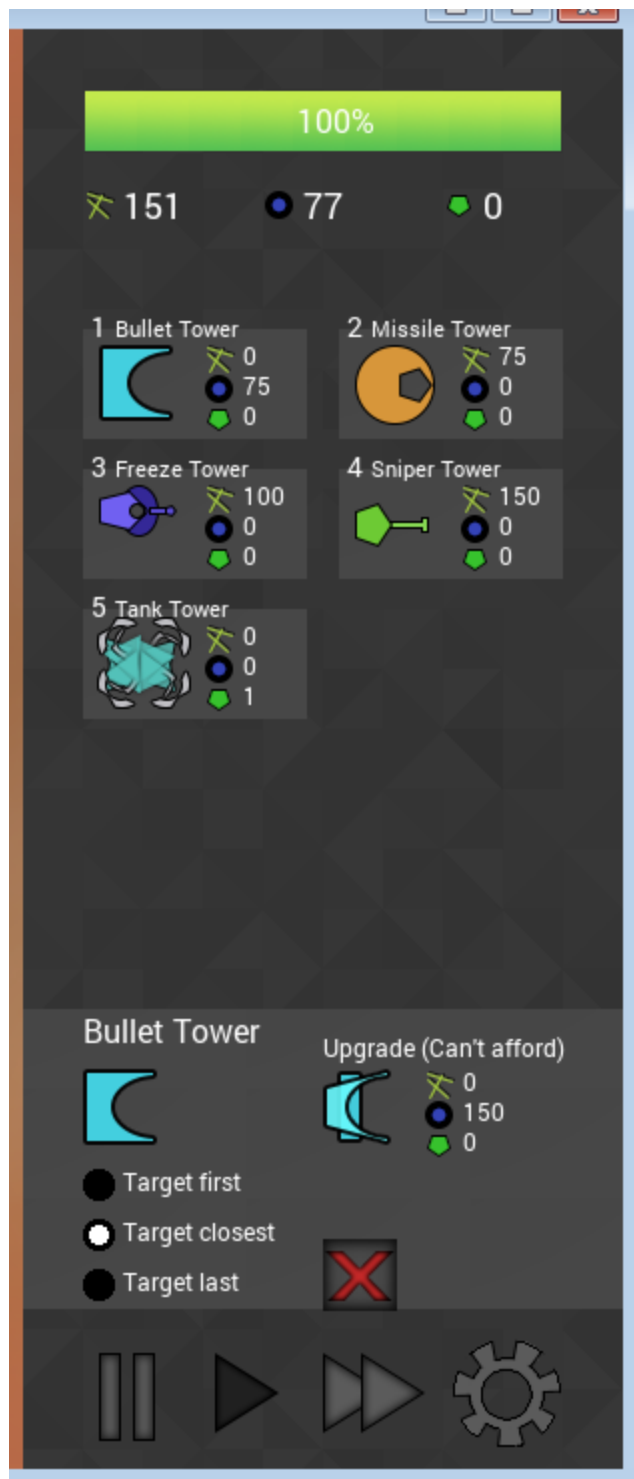 100%
151 77 0
1 Bullet Tower
0
75
0
2 Missile Tower
75
0
0
3 Freeze Tower
100
0
0
4 Sniper Tower
150
0
0
5 Tank Tower
0
0
1
Bullet Tower
Upgrade (Can't afford)
0
150
0
Target first
Target closest
Target last